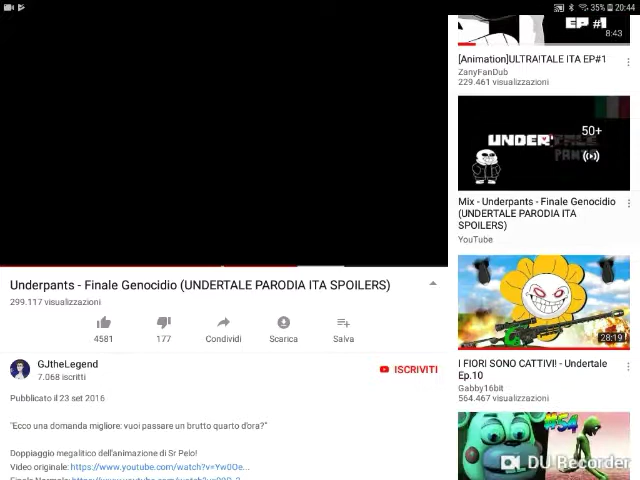 35% 20:44
EP #1
8:43
[Animation]ULTRA!TALE ITA EP#1
ZanyFanDub
229.461 visualizzazioni
UNDERTALE
50+
Mix - Underpants - Finale Genocidio
(UNDERTALE PARODIA ITA
SPOILERS)
YouTube
Underpants - Finale Genocidio (UNDERTALE PARODIA ITA SPOILERS)
299.117 visualizzazioni
4581
177
Condividi
Scarica
Salva
28:19
I FIORI SONO CATTIVI! - Undertale
Ep.10
Gabby16bit
564.467 visualizzazioni
GJtheLegend
7.068 iscritti
ISCRIVITI
Pubblicato il 23 set 2016
"Ecco una domanda migliore: vuoi passare un brutto quarto d'ora?"
Doppiaggio megalitico dell'animazione di Sr Pelo!
Video originale: https://www.youtube.com/watch?v=Yw0Oe...
#54
DU Recorder